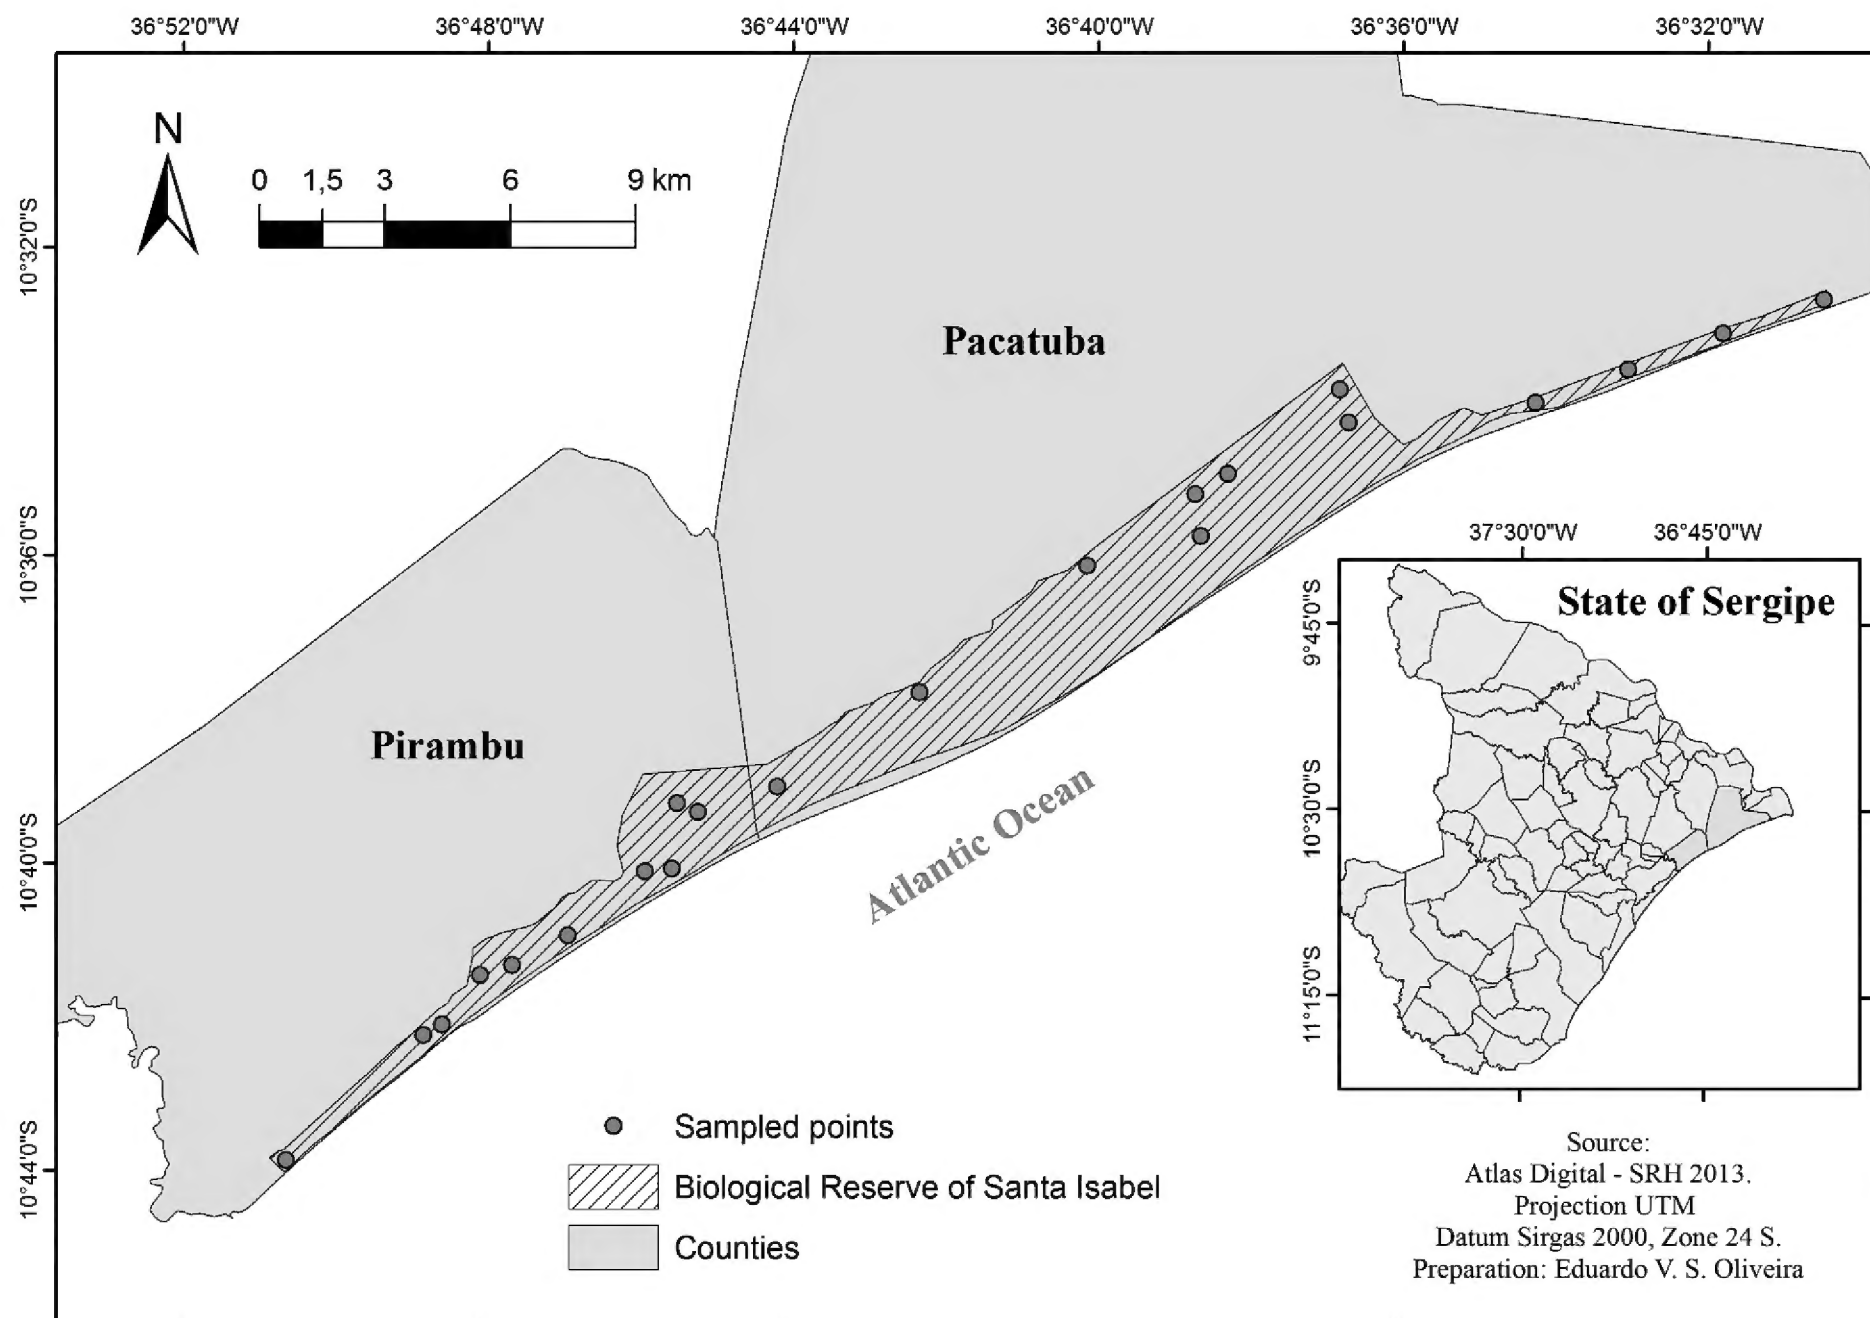 36°52'0"W 36°48'0"W 36°44'0"W 36°40'0"W 36°36'0"W 36°32'0"W
N
0 1,5 3 6 9 km
10°32'0"S
10°36'0"S
10°40'0"S
10°44'0"S
Pacatuba
Pirambu
Atlantic Ocean
37°30'0"W 36°45'0"W
State of Sergipe
9°45'0"S
10°30'0"S
11°15'0"S
Sampled points
Biological Reserve of Santa Isabel
Counties
Source:
Atlas Digital - SRH 2013.
Projection UTM
Datum Sirgas 2000, Zone 24 S.
Preparation: Eduardo V. S. Oliveira